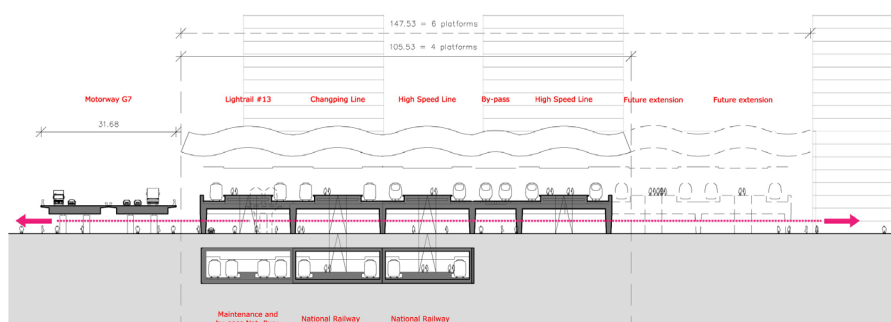 147.53 = 6 platforms
105.53 = 4 platforms
Motorway G7
Lightrail #13
Changping Line
High Speed Line
By-pass
High Speed Line
Future extension
Future extension
31.68
Maintenance and
National Railway
National Railway